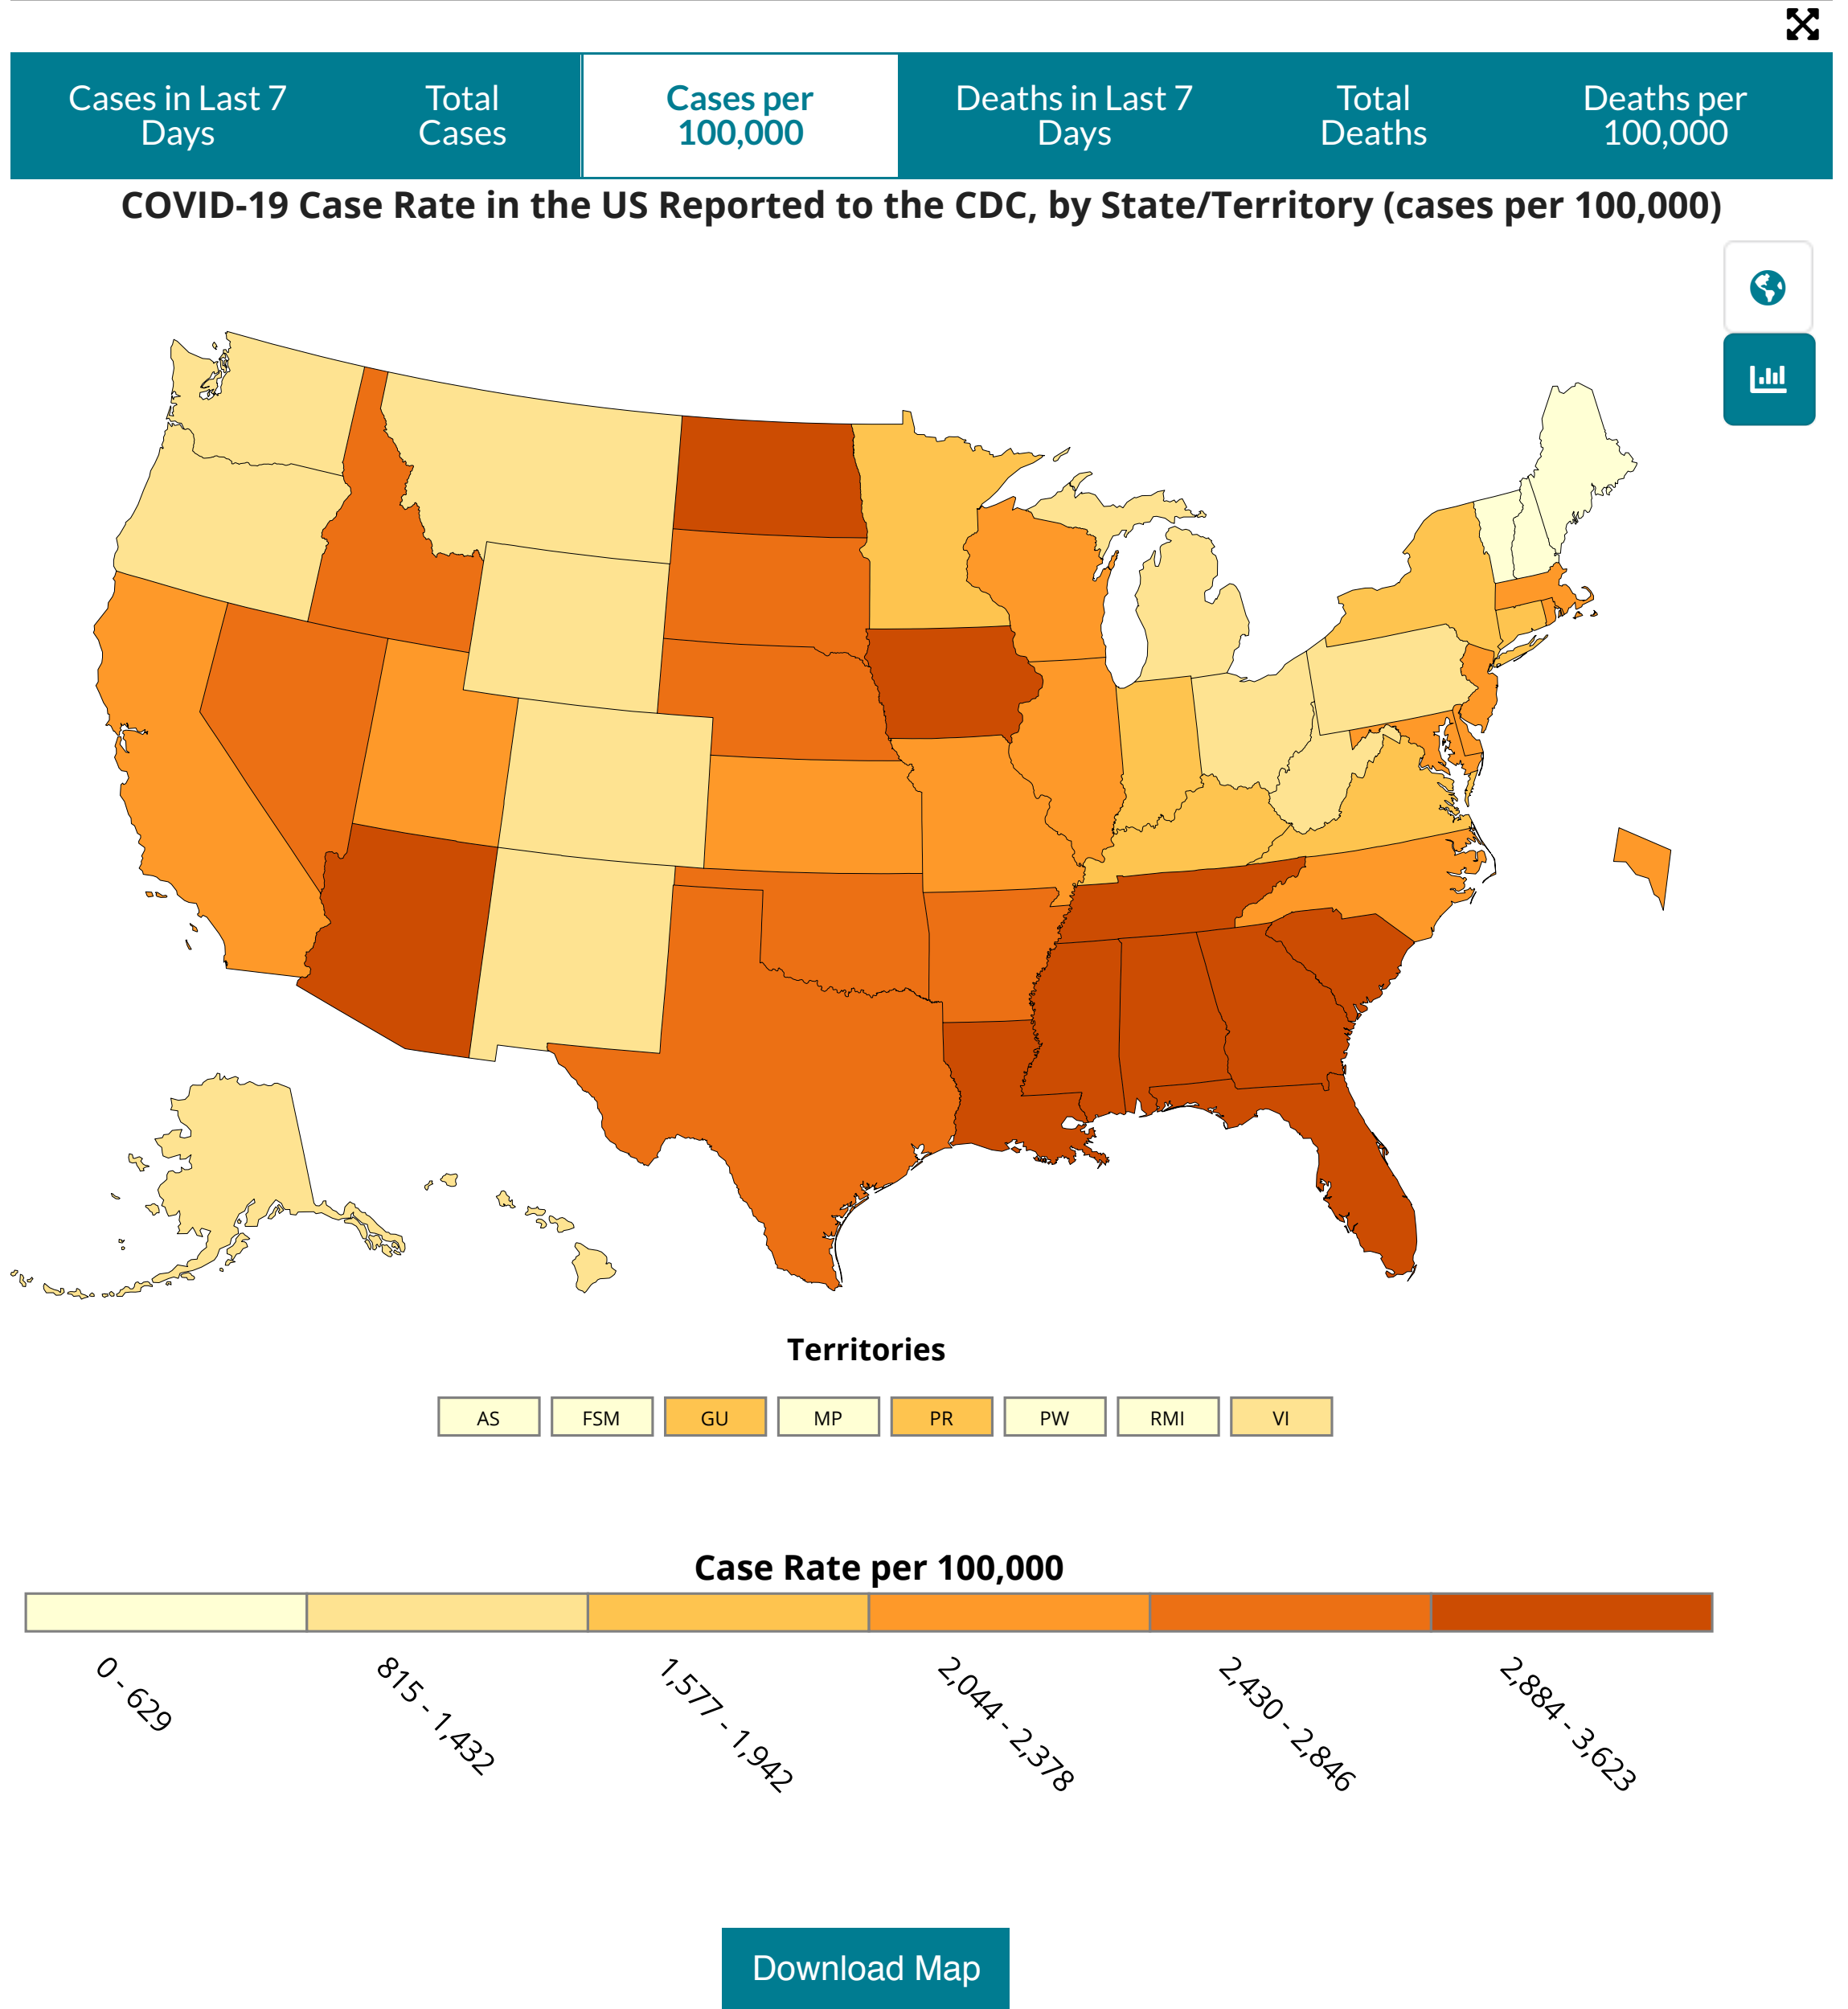 Cases in Last 7
Days
Total
Cases
Cases per
100,000
Deaths in Last 7
Days
Total
Deaths
Deaths per
100,000
COVID-19 Case Rate in the US Reported to the CDC, by State/Territory (cases per 100,000)
Territories
AS FSM GU MP PR PW RMI VI
Case Rate per 100,000
0 - 629
815 - 1,432
1,577 - 1,942
2,044 - 2,378
2,430 - 2,846
2,884 - 3,623
Download Map